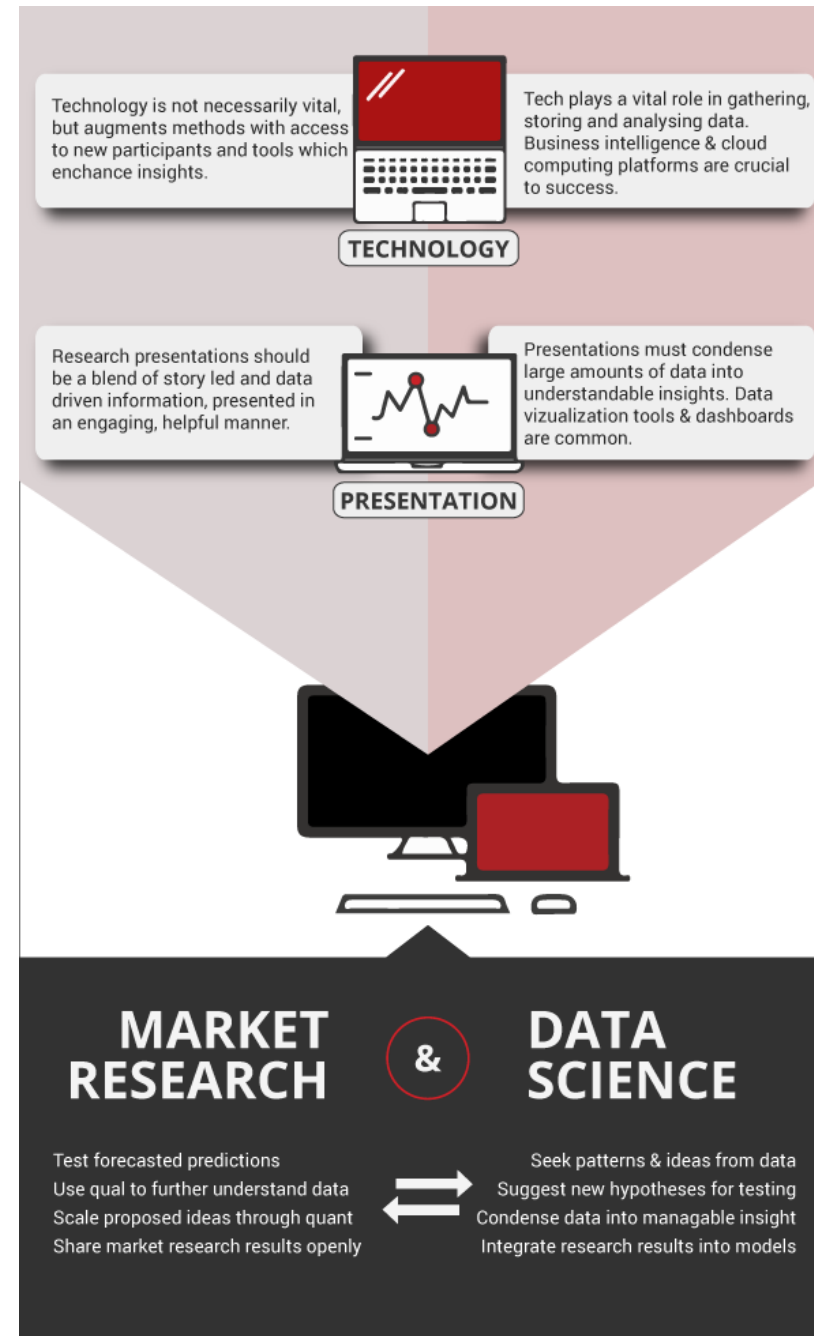 Technology is not necessarily vital,
but augments methods with access
to new participants and tools which
enchance insights.
Tech plays a vital role in gathering,
storing and analysing data.
Business intelligence & cloud
computing platforms are crucial
to success.
TECHNOLOGY
Research presentations should
be a blend of story led and data
driven information, presented in
an engaging, helpful manner.
Presentations must condense
large amounts of data into
understandable insights. Data
vizualization tools & dashboards
are common.
PRESENTATION
MARKET
RESEARCH
&
DATA
SCIENCE
Test forecasted predictions
Use qual to further understand data
Scale proposed ideas through quant
Share market research results openly
Seek patterns & ideas from data
Suggest new hypotheses for testing
Condense data into managable insight
Integrate research results into models